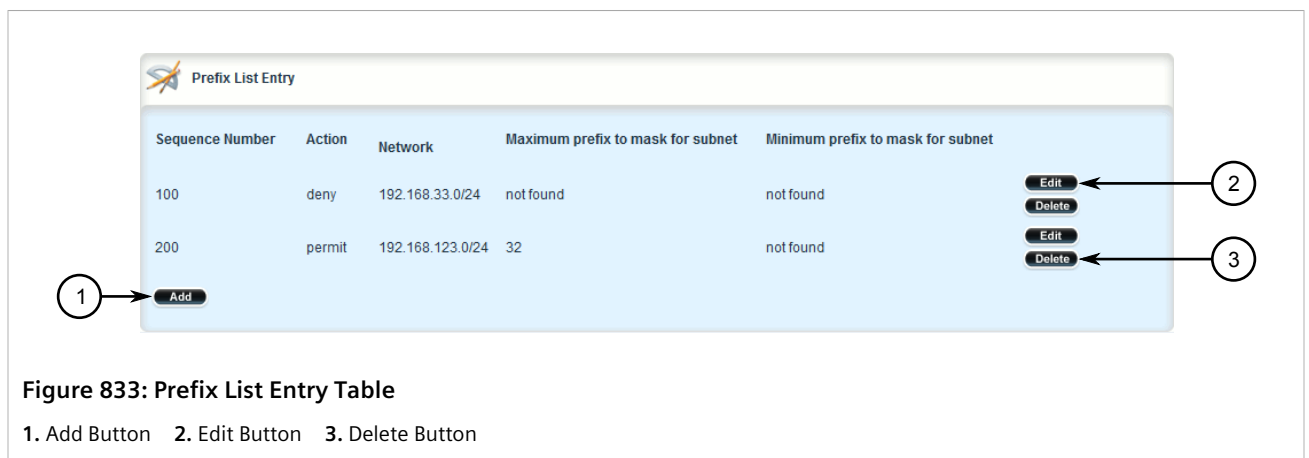 Prefix List Entry
Sequence Number Action Network Maximum prefix to mask for subnet Minimum prefix to mask for subnet
100 deny 192.168.33.0/24 not found not found Edit 2
Delete
200 permit 192.168.123.0/24 32 not found Edit
Delete 3
1 Add
Figure 833: Prefix List Entry Table
1. Add Button 2. Edit Button 3. Delete Button